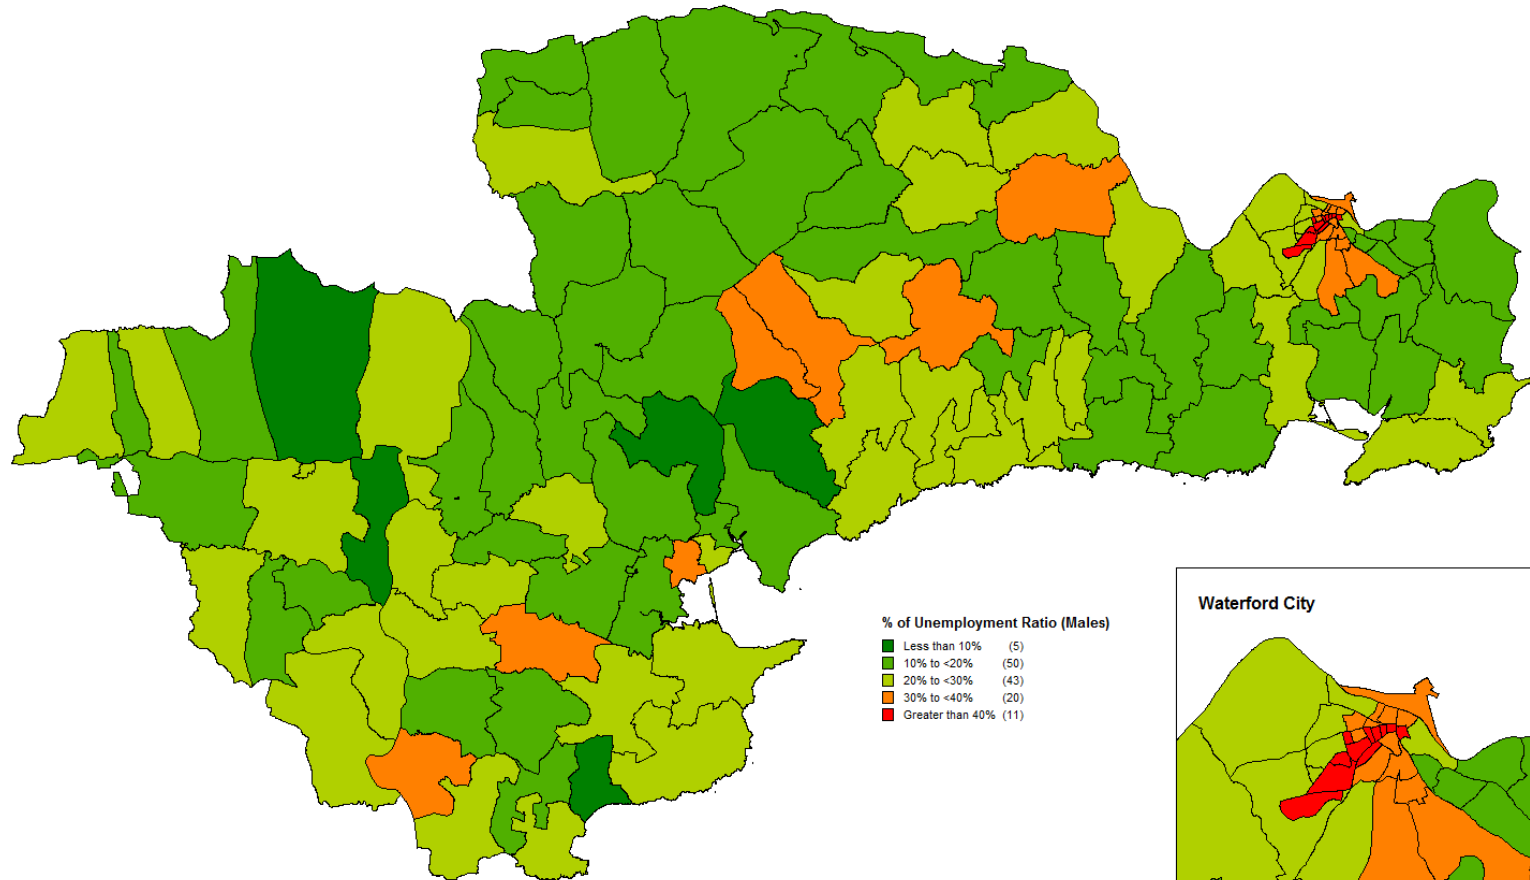 % of Unemployment Ratio (Males)
Less than 10% (5)
10% to <20% (50)
20% to <30% (43)
30% to <40% (20)
Greater than 40% (11)
Waterford City